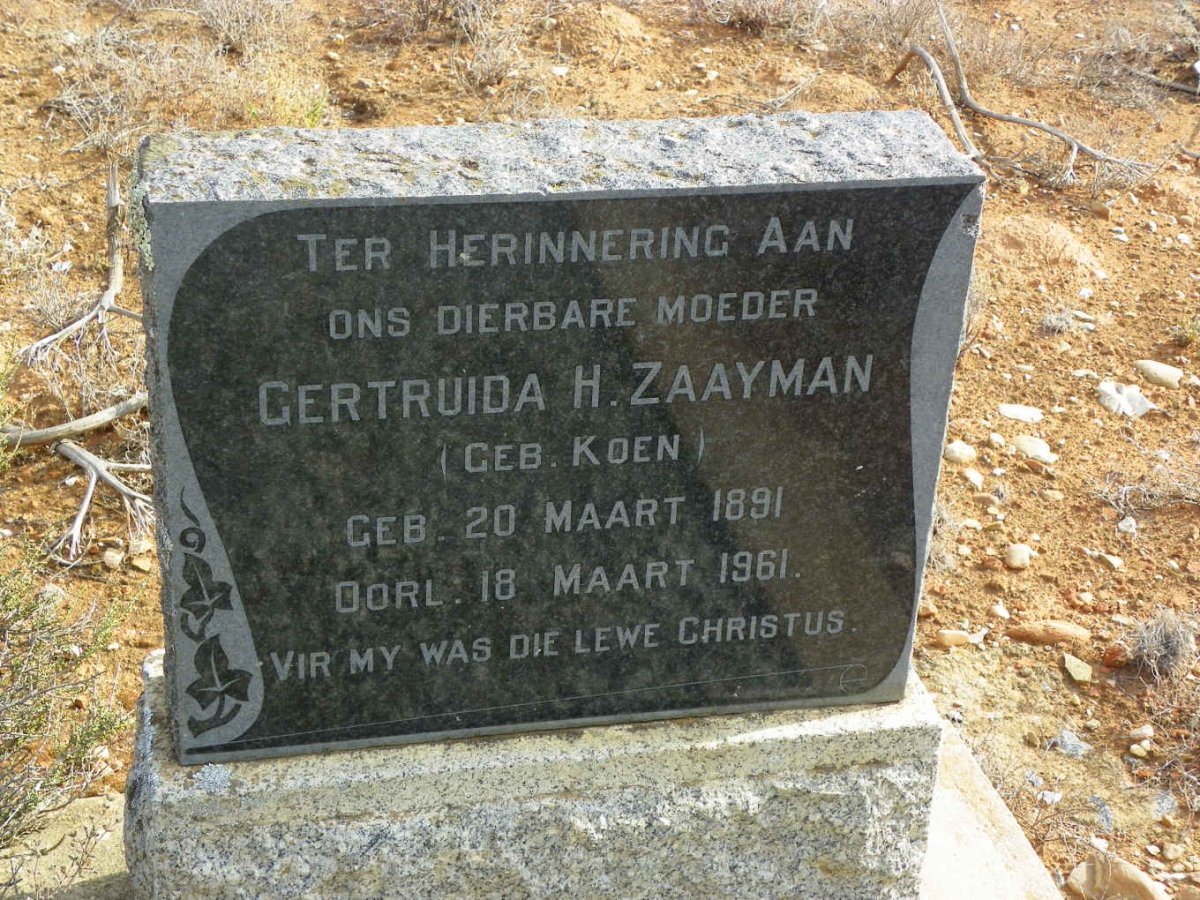 TER HERINNERING AAN
ONS DIERBARE MOEDER
GERTRUIDA H. ZAAYMAN
(GEB. KOEN)
GEB. 20 MAART 1891
OORL. 18 MAART 1961.
VIR MY WAS DIE LEWE CHRISTUS.